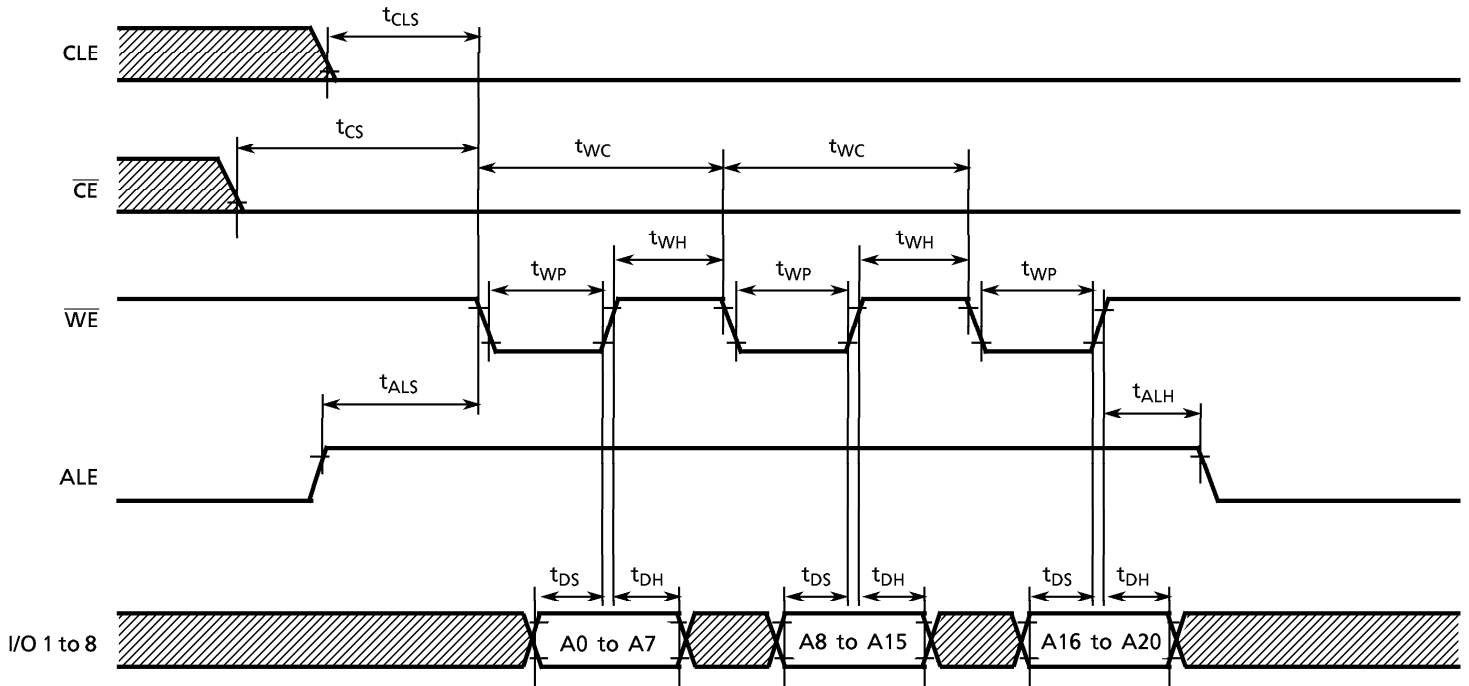 tCLS
CLE
tCS
tWC tWC
CE
tWH tWH
tWP tWP tWP
WE
tALS
tALH
ALE
tDS tDH tDS tDH tDS tDH
I/O 1 to 8 A0 to A7 A8 to A15 A16 to A20